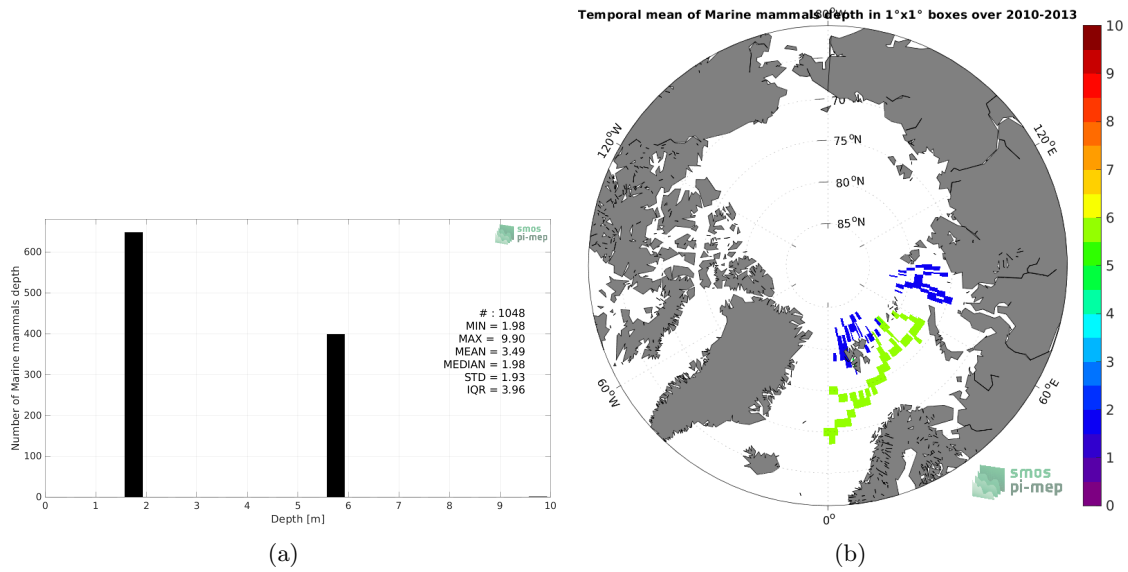 Temporal mean of Marine mammals depth in 1°x1° boxes over 2010-2013
180°W
120°W
120°E
60°W
60°E
0°
70°N
75°N
80°N
85°N
10
9
8
7
6
5
4
3
2
1
0
smos
pi-mep
Number of Marine mammals depth
600
500
400
300
200
100
0
smos
pi-mep
# : 1048
MIN = 1.98
MAX = 9.90
MEAN = 3.49
MEDIAN = 1.98
STD = 1.93
IQR = 3.96
0 1 2 3 4 5 6 7 8 9 10
Depth [m]
(a)
(b)